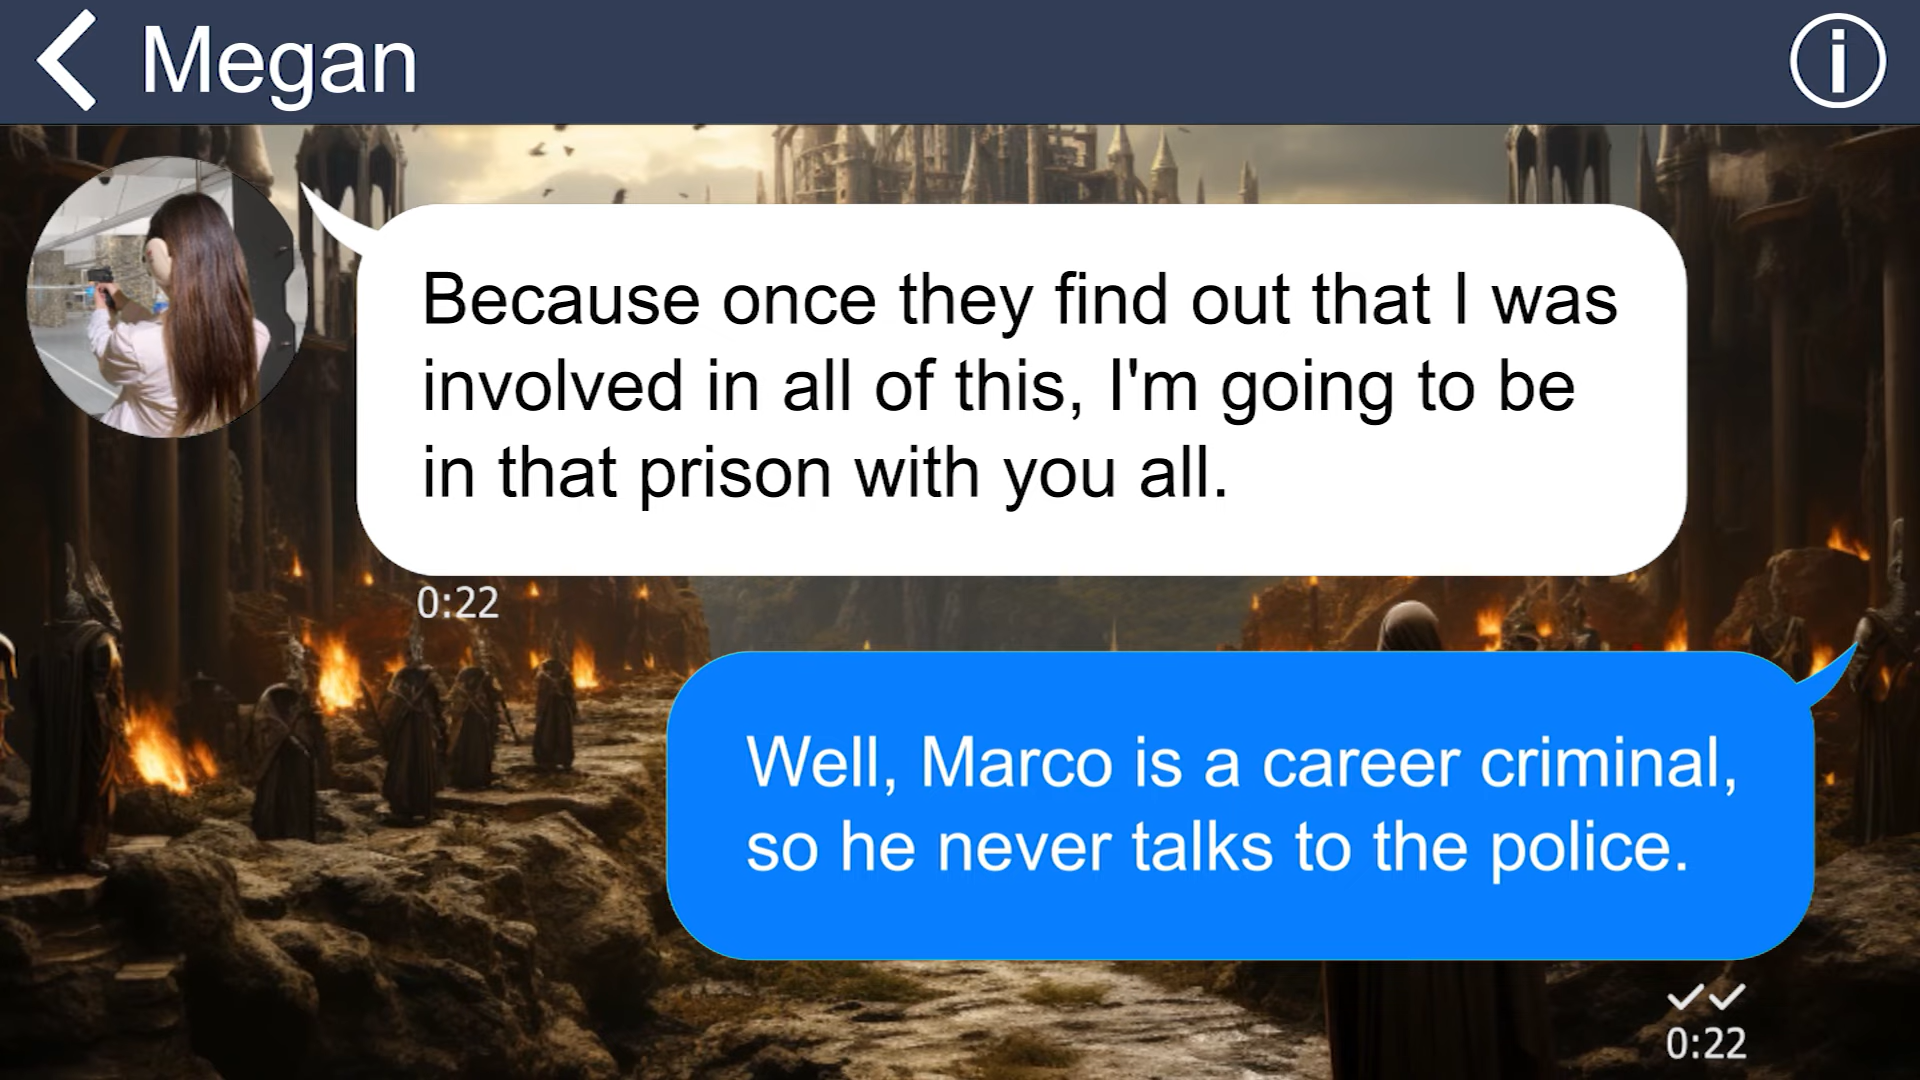 Megan
Because once they find out that I was
involved in all of this, I'm going to be
in that prison with you all.
0:22
Well, Marco is a career criminal,
so he never talks to the police.
0:22